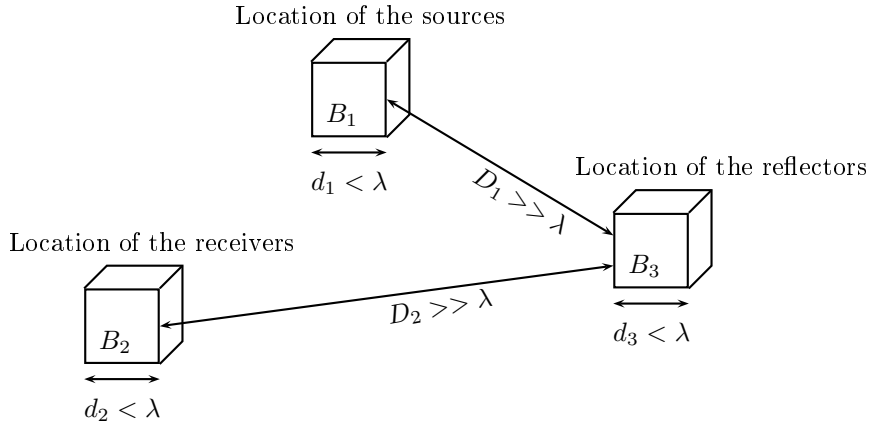 Location of the sources
B₁
d₁ < λ
D₁ >> λ
Location of the reflectors
B₃
d₃ < λ
Location of the receivers
B₂
d₂ < λ
D₂ >> λ